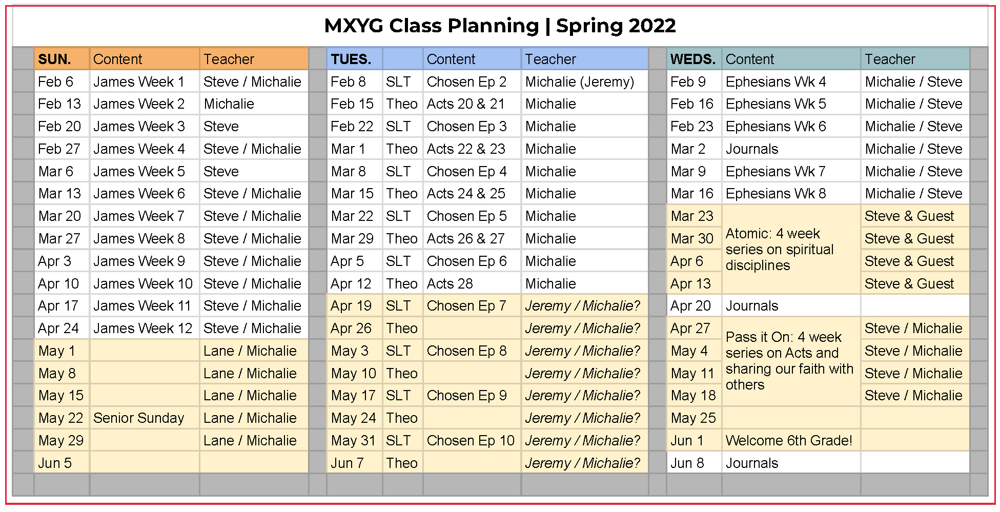 MXYG Class Planning | Spring 2022
SUN. Content Teacher TUES. Content Teacher WEDS. Content Teacher
Feb 6 James Week 1 Steve / Michalie Feb 8 SLT Chosen Ep 2 Michalie (Jeremy) Feb 9 Ephesians Wk 4 Michalie / Steve
Feb 13 James Week 2 Michalie Feb 15 Theo Acts 20 & 21 Michalie Feb 16 Ephesians Wk 5 Michalie / Steve
Feb 20 James Week 3 Steve Feb 22 SLT Chosen Ep 3 Michalie Feb 23 Ephesians Wk 6 Michalie / Steve
Feb 27 James Week 4 Steve / Michalie Mar 1 Theo Acts 22 & 23 Michalie Mar 2 Journals Michalie / Steve
Mar 6 James Week 5 Steve Mar 8 SLT Chosen Ep 4 Michalie Mar 9 Ephesians Wk 7 Michalie / Steve
Mar 13 James Week 6 Steve / Michalie Mar 15 Theo Acts 24 & 25 Michalie Mar 16 Ephesians Wk 8 Michalie / Steve
Mar 20 James Week 7 Steve / Michalie Mar 22 SLT Chosen Ep 5 Michalie Mar 23 Steve & Guest
Atomic: 4 week
Mar 27 James Week 8 Steve / Michalie Mar 29 Theo Acts 26 & 27 Michalie Mar 30 Steve & Guest
series on spiritual
Apr 3 James Week 9 Steve / Michalie Apr 5 SLT Chosen Ep 6 Michalie Apr 6 Steve & Guest
disciplines
Apr 10 James Week 10 Steve / Michalie Apr 12 Theo Acts 28 Michalie Apr 13 Steve & Guest
Apr 17 James Week 11 Steve / Michalie Apr 19 SLT Chosen Ep 7 Jeremy / Michalie? Apr 20 Journals
Apr 24 James Week 12 Steve / Michalie Apr 26 Theo Jeremy / Michalie? Apr 27 Steve / Michalie
Pass it On: 4 week
May 1 Lane / Michalie May 3 SLT Chosen Ep 8 Jeremy / Michalie? May 4 series on Acts and Steve / Michalie
May 8 Lane / Michalie May 10 Theo Jeremy / Michalie? May 11 sharing our faith with Steve / Michalie
others
May 15 Lane / Michalie May 17 SLT Chosen Ep 9 Jeremy / Michalie? May 18 Steve / Michalie
May 22 Senior Sunday Lane / Michalie May 24 Theo Jeremy / Michalie? May 25
May 29 Lane / Michalie May 31 SLT Chosen Ep 10 Jeremy / Michalie? Jun 1 Welcome 6th Grade!
Jun 5 Jun 7 Theo Jeremy / Michalie? Jun 8 Journals